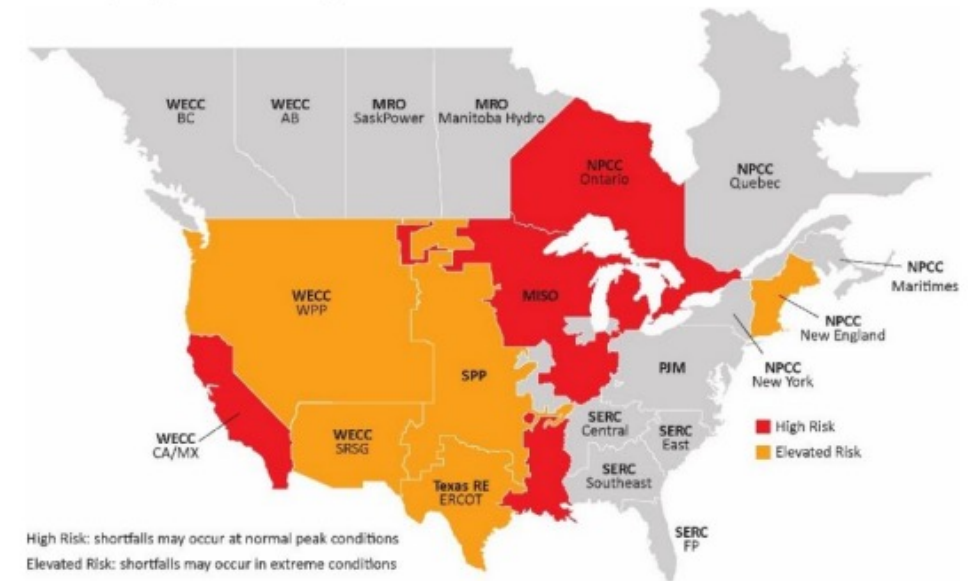 WECC
BC
WECC
AB
MRO
SaskPower
MRO
Manitoba Hydro
NPCC
Ontario
NPCC
Quebec
NPCC
Maritimes
WECC
WPP
MISO
NPCC
New England
SPP
PJM
NPCC
New York
WECC
CA/MX
WECC
SRSG
SERC
Central
SERC
East
High Risk
Elevated Risk
SERC
Southeast
Texas RE
ERCOT
SERC
FP
High Risk: shortfalls may occur at normal peak conditions
Elevated Risk: shortfalls may occur in extreme conditions